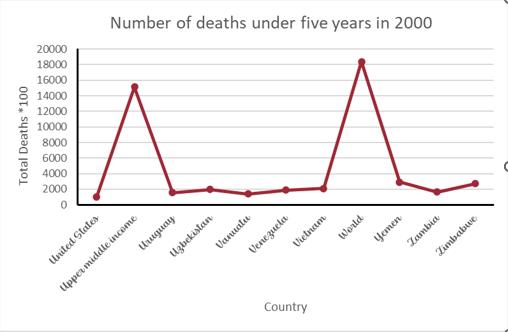 Number of deaths under five years in 2000
Total Deaths *100
20000
18000
16000
14000
12000
10000
8000
6000
4000
2000
0
United States
Upper middle income
Uruguay
Uzbekistan
Vanuatu
Venezuela
Vietnam
World
Yemen
Zambia
Zimbabwe
Country